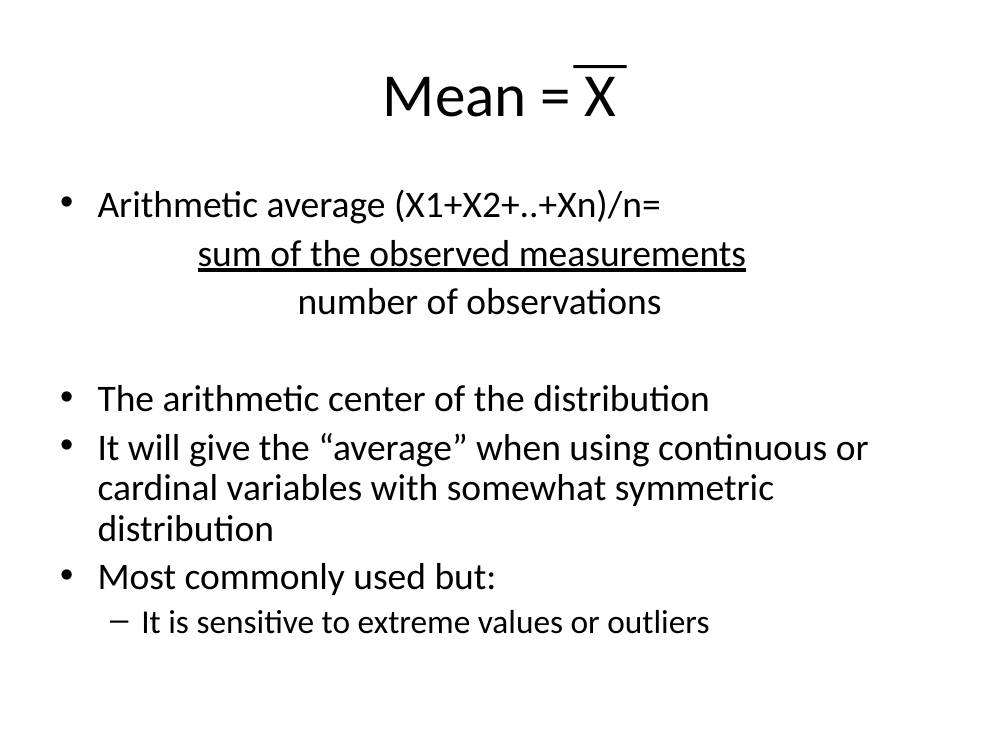 Mean = X̅
• Arithmetic average (X1+X2+..+Xn)/n=
sum of the observed measurements
number of observations
• The arithmetic center of the distribution
• It will give the “average” when using continuous or
cardinal variables with somewhat symmetric
distribution
• Most commonly used but:
– It is sensitive to extreme values or outliers